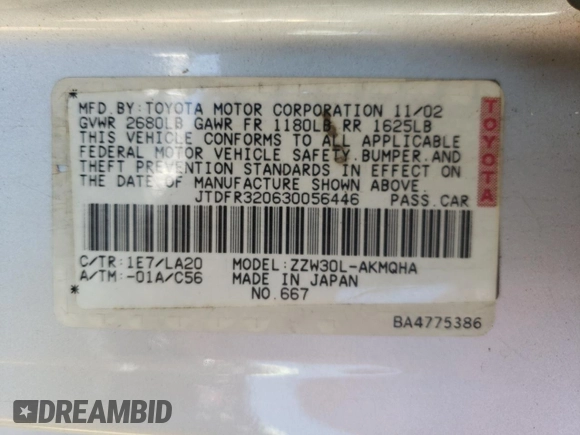 MFD. BY: TOYOTA MOTOR CORPORATION 11/02
GVWR 2680LB GAWR FR 1180LB RR 1625LB
THIS VEHICLE CONFORMS TO ALL APPLICABLE
FEDERAL MOTOR VEHICLE SAFETY, BUMPER, AND
THEFT PREVENTION STANDARDS IN EFFECT ON
THE DATE OF MANUFACTURE SHOWN ABOVE.
JTDFR320630056446 PASS. CAR
C/TR: 1E7/LA20 MODEL: ZZW30L-AKMQHA
A/TM: -01A/C56 MADE IN JAPAN
NO. 667
BA4775386
TOYOTA
DREAMBID